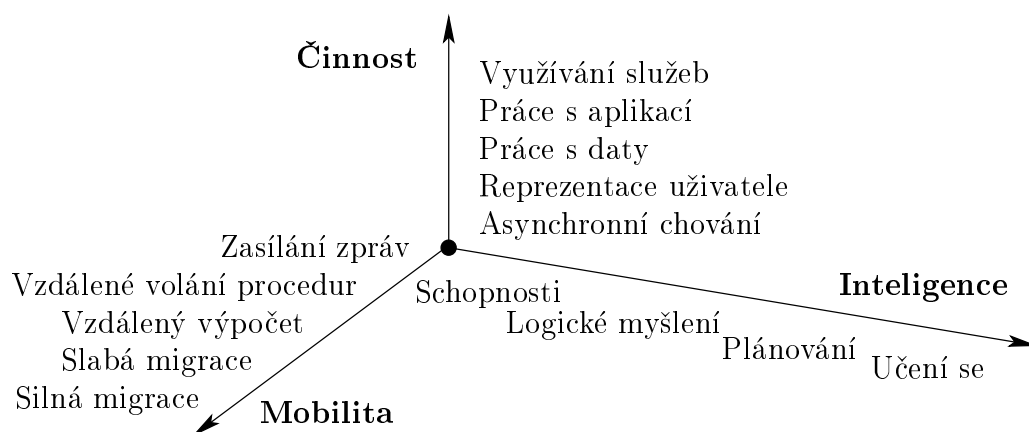 Činnost
Využívání služeb
Práce s aplikací
Práce s daty
Reprezentace uživatele
Asynchronní chování
Zasílání zpráv
Vzdálené volání procedur
Vzdálený výpočet
Slabá migrace
Silná migrace
Mobilita
Schopnosti
Logické myšlení
Plánování
Učení se
Inteligence